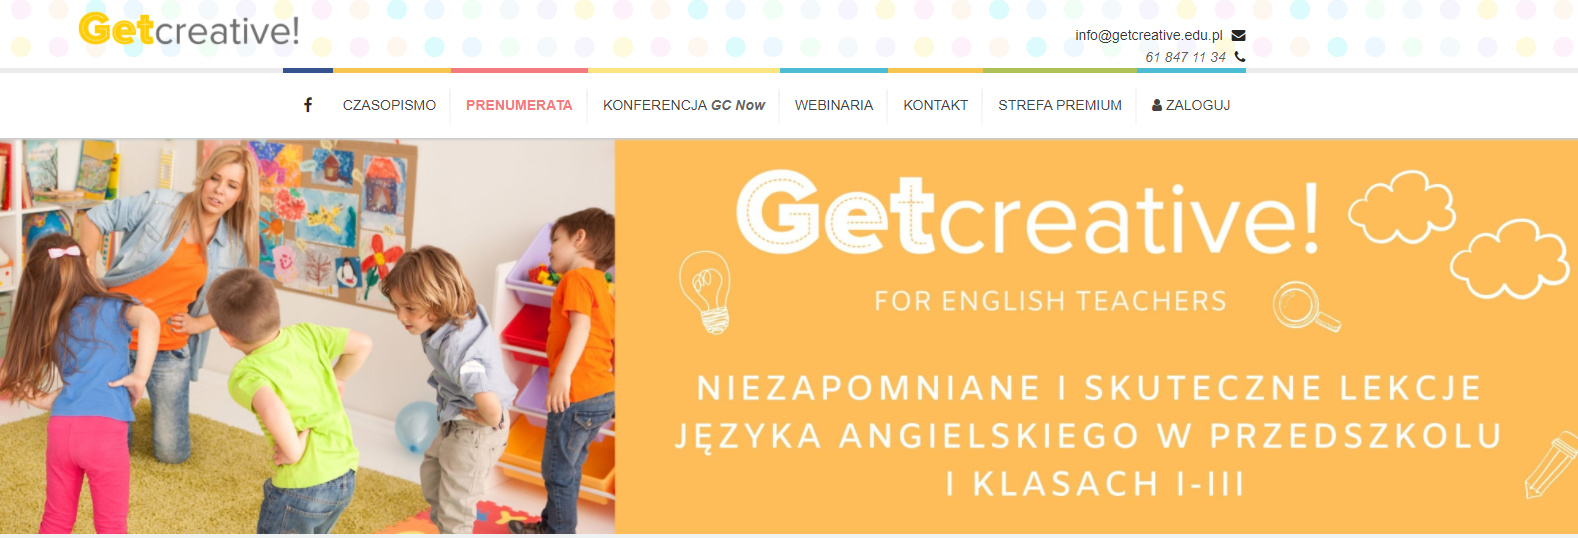 Getcreative!
info@getcreative.edu.pl
61 847 11 34
CZASOPISMO PRENUMERATA KONFERENCJA GC Now WEBINARIA KONTAKT STREFA PREMIUM ZALOGUJ
Getcreative!
FOR ENGLISH TEACHERS
NIEZAPOMNIANE I SKUTECZNE LEKCJE
JĘZYKA ANGIELSKIEGO W PRZEDSZKOLU
I KLASACH I-III